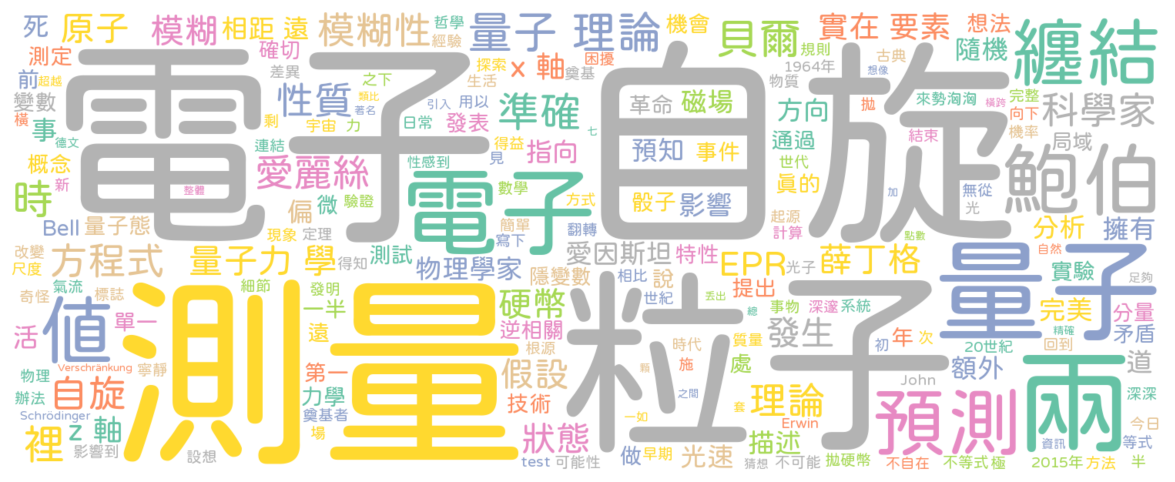 死 原子 模糊 相距 遠 模糊性 哲學 經驗 量子 理論 機會 貝爾 規則 實在 要素 想法 纏結
測定 確切 差異 探索 生活 困擾 奠基 1964年 古典 隨機
前 超越 x 軸 之下 物質 想像
變數 類比 著名 引入 用以 革命 磁場 拋 來勢洶洶 橫跨 完整 科學家
橫 事 性質 剩 宇宙 力 日常 發表 準確 方向 向下
德文 電子 自旋 機率
連結 得益 見 七 預知 事件 通過 結束 局域
概念 新 愛麗絲 性感到 指向 世代 鮑伯
時 整體 驗證 微 偏 電子 數學 方式 骰子 影響 真的 加 無從 光
Bell 量子態 現象 定理 簡單 寫下 翻轉 起源 計算 點數 分析 擁有
改變 尺度 方程式 量子力 學 得知 測試 愛因斯坦 特性 薛丁格 量子 自然
奇怪 氣流 標誌 細節 發明 物理學家 隱變數 相比 說 EPR 光子 實驗 足夠
活 值 單一 測量 一半 遠 硬幣 世紀 丟出 提出 事物 深邃 系統 完美 分量
逆相關 總 質量 發生 初 年 次 精確 矛盾
Verschränkung 寧靜 根源 粒子 時代 處 20世紀 回到
物理 自旋 第一 假設 顆 施 道
辦法 力學 技術 之間 套 理論 John 額外 兩 深深
Schrödinger z 軸 奠基者 狀態 一如 Erwin 預測 今日
裡 影響到 設想 場 test 可能性 做 早期 光速 描述 猜想 拋硬幣 不可能 不自在 不等式 極 資訊 等式 2015年 方法 半